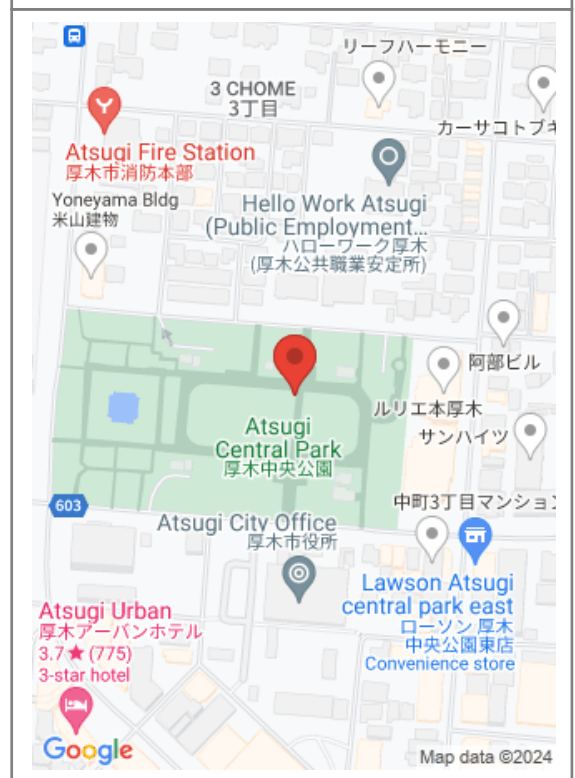 リーフハーモニー
3 CHOME
3丁目
カーサコトブキ
Atsugi Fire Station
厚木市消防本部
Hello Work Atsugi
(Public Employment...
ハローワーク厚木
(厚木公共職業安定所)
Yoneyama Bldg
米山建物
阿部ビル
ルリエ本厚木
サンハイツ
Atsugi
Central Park
厚木中央公園
603
中町3丁目マンション
Atsugi City Office
厚木市役所
Lawson Atsugi
central park east
ローソン 厚木
中央公園東店
Convenience store
Atsugi Urban
厚木アーバンホテル
3.7★(775)
3-star hotel
Google
Map data ©2024